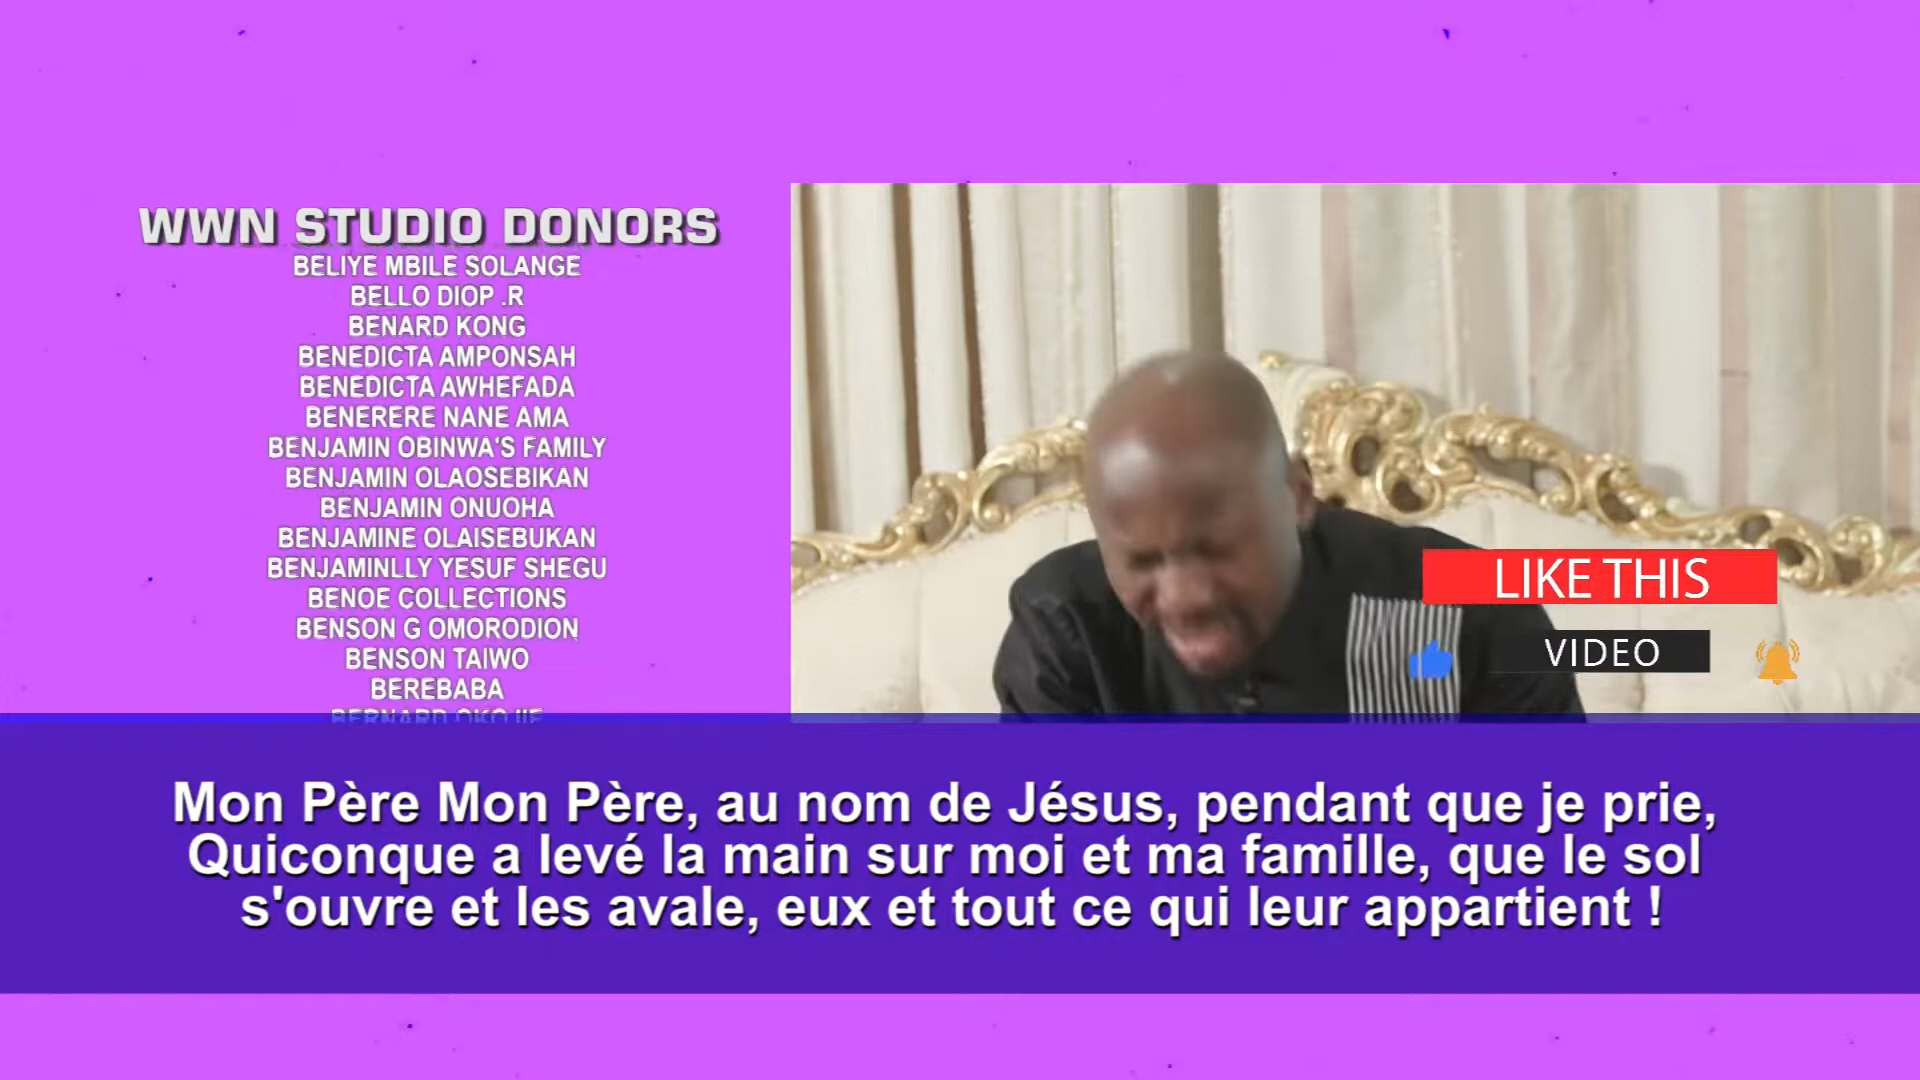 WWN STUDIO DONORS
BELIYE MBILE SOLANGE
BELLO DIOP .R
BENARD KONG
BENEDICTA AMPONSAH
BENEDICTA AWHEFADA
BENERERE NANE AMA
BENJAMIN OBINWA'S FAMILY
BENJAMIN OLAOSEBIKAN
BENJAMIN ONUOHA
BENJAMINE OLAISEBUKAN
BENJAMINLLY YESUF SHEGU
BENOE COLLECTIONS
BENSON G OMORODION
BENSON TAIWO
BEREBABA
LIKE THIS
VIDEO
Mon Père Mon Père, au nom de Jésus, pendant que je prie,
Quiconque a levé la main sur moi et ma famille, que le sol
s'ouvre et les avale, eux et tout ce qui leur appartient !